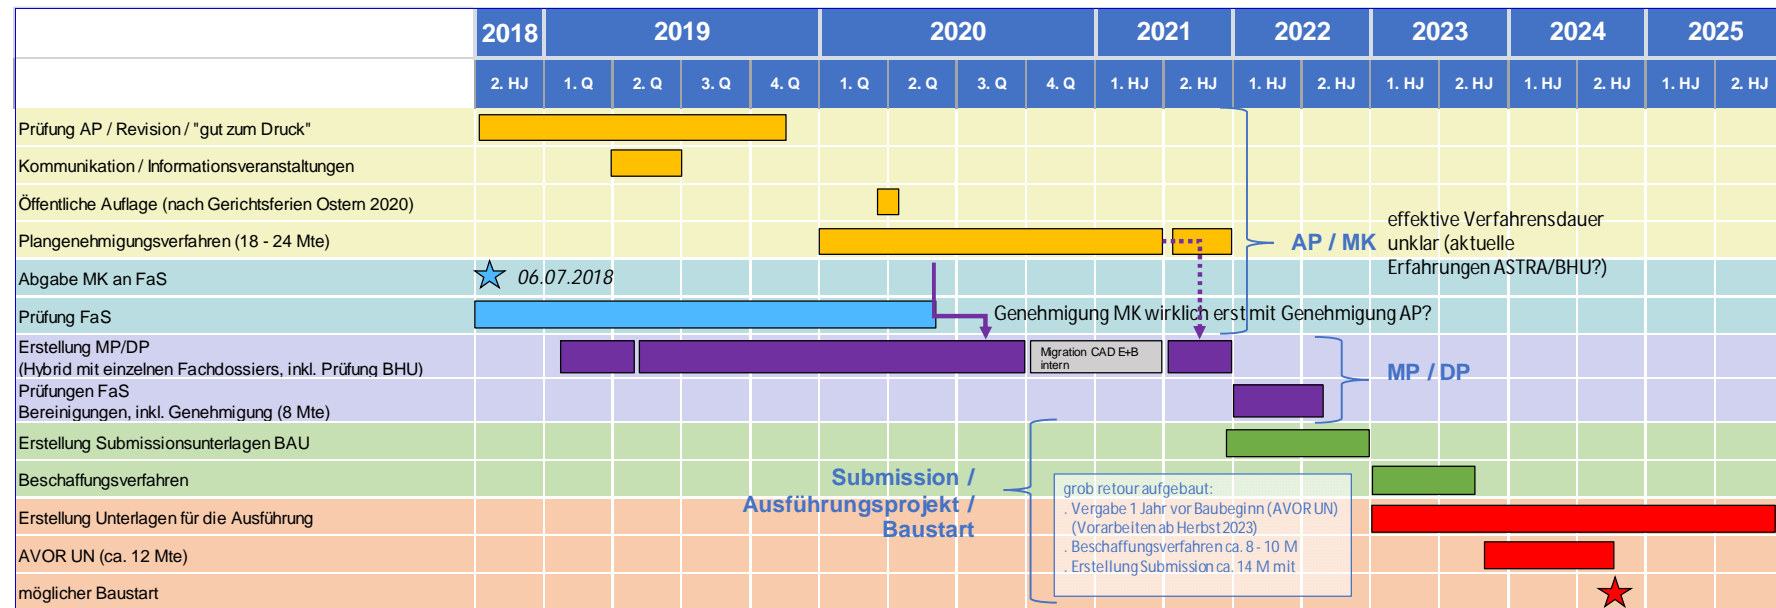 2018 2019 2020 2021 2022 2023 2024 2025
2. HJ 1. Q 2. Q 3. Q 4. Q 1. Q 2. Q 3. Q 4. Q 1. HJ 2. HJ 1. HJ 2. HJ 1. HJ 2. HJ 1. HJ 2. HJ 1. HJ 2. HJ
Prüfung AP / Revision / "gut zum Druck"
Kommunikation / Informationsveranstaltungen
Öffentliche Auflage (nach Gerichtsferien Ostern 2020)
Plangenehmigungsverfahren (18 - 24 Mte)
AP / MK
effektive Verfahrensdauer
unklar (aktuelle
Erfahrungen ASTRA/BHU?)
Abgabe MK an FaS
06.07.2018
Prüfung FaS
Genehmigung MK wirklich erst mit Genehmigung AP?
Erstellung MP/DP
(Hybrid mit einzelnen Fachdossiers, inkl. Prüfung BHU)
Migration CAD E+B
intern
MP / DP
Prüfungen FaS
Bereinigungen, inkl. Genehmigung (8 Mte)
Erstellung Submissionsunterlagen BAU
Beschaffungsverfahren
Submission /
Ausführungsprojekt /
Baustart
grob retour aufgebaut:
. Vergabe 1 Jahr vor Baubeginn (AVOR UN)
(Vorarbeiten ab Herbst 2023)
. Beschaffungsverfahren ca. 8 - 10 M
. Erstellung Submission ca. 14 M mit
Erstellung Unterlagen für die Ausführung
AVOR UN (ca. 12 Mte)
möglicher Baustart